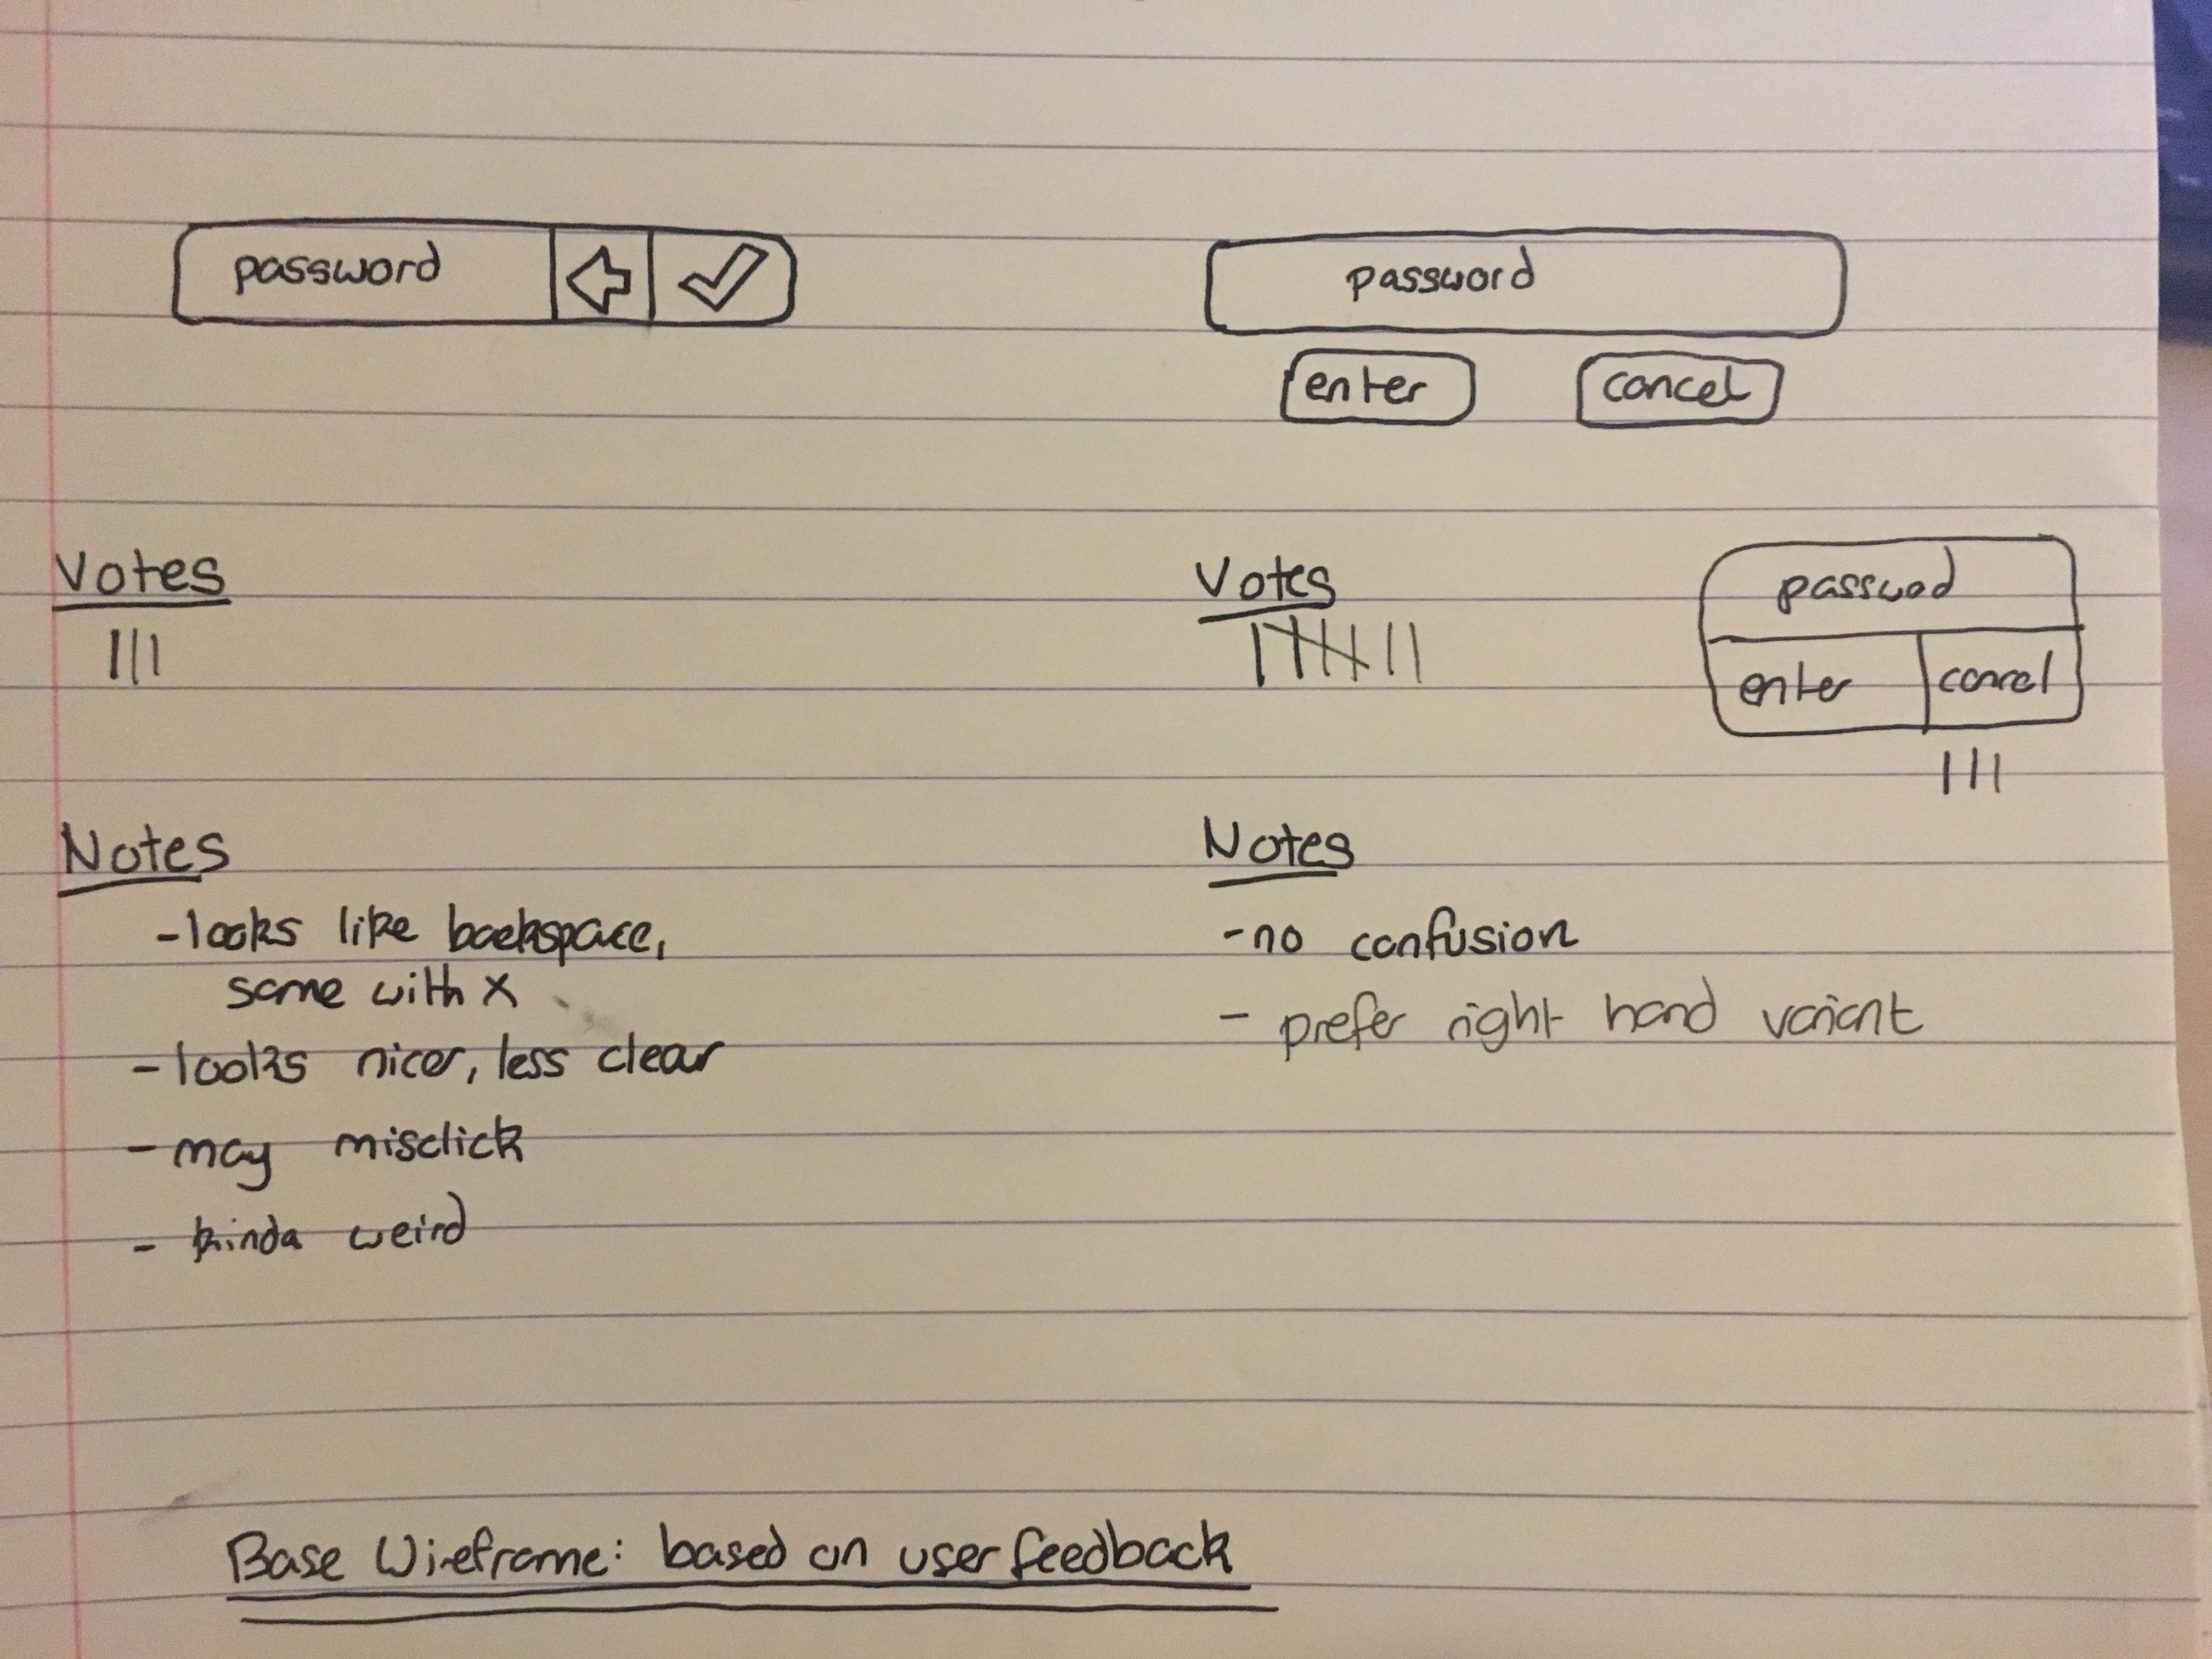 password
password
enter cancel
Votes
Votes
passwod
enter cancel
Notes
- looks like backspace,
same with x
- looks nicer, less clear
- may misclick
- kinda weird
Notes
- no confusion
- prefer right hand variant
Base Wireframe: based on user feedback